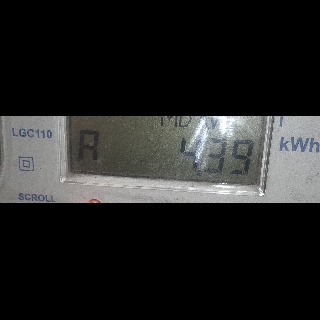 MD
LGC110
A 4.39 kWh
SCROLL